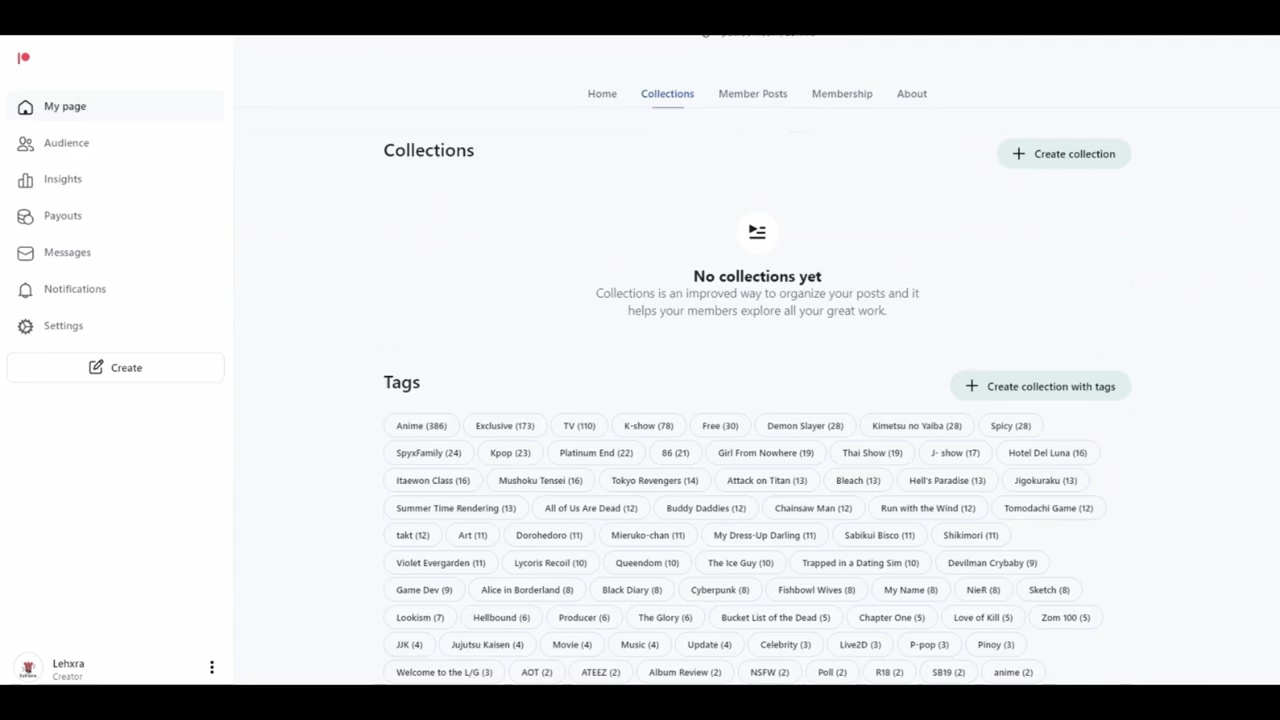 My page
Audience
Insights
Payouts
Messages
Notifications
Settings
Create
Lehxra
Creator
Home Collections Member Posts Membership About
Collections
Create collection
No collections yet
Collections is an improved way to organize your posts and it
helps your members explore all your great work.
Tags
Create collection with tags
Anime (386) Exclusive (173) TV (110) K-show (78) Free (30) Demon Slayer (28) Kimetsu no Yaiba (28) Spicy (28)
SpyxFamily (24) Kpop (23) Platinum End (22) 86 (21) Girl From Nowhere (19) Thai Show (19) J- show (17) Hotel Del Luna (16)
Itaewon Class (16) Mushoku Tensei (16) Tokyo Revengers (14) Attack on Titan (13) Bleach (13) Hell's Paradise (13) Jigokuraku (13)
Summer Time Rendering (13) All of Us Are Dead (12) Buddy Daddies (12) Chainsaw Man (12) Run with the Wind (12) Tomodachi Game (12)
takt (12) Art (11) Dorohedoro (11) Mieruko-chan (11) My Dress-Up Darling (11) Sabikui Bisco (11) Shikimori (11)
Violet Evergarden (11) Lycoris Recoil (10) Queendom (10) The Ice Guy (10) Trapped in a Dating Sim (10) Devilman Crybaby (9)
Game Dev (9) Alice in Borderland (8) Black Diary (8) Cyberpunk (8) Fishbowl Wives (8) My Name (8) NieR (8) Sketch (8)
Lookism (7) Hellbound (6) Producer (6) The Glory (6) Bucket List of the Dead (5) Chapter One (5) Love of Kill (5) Zom 100 (5)
JJK (4) Jujutsu Kaisen (4) Movie (4) Music (4) Update (4) Celebrity (3) Live2D (3) P-pop (3) Pinoy (3)
Welcome to the L/G (3) AOT (2) ATEEZ (2) Album Review (2) NSFW (2) Poll (2) R18 (2) SB19 (2) anime (2)